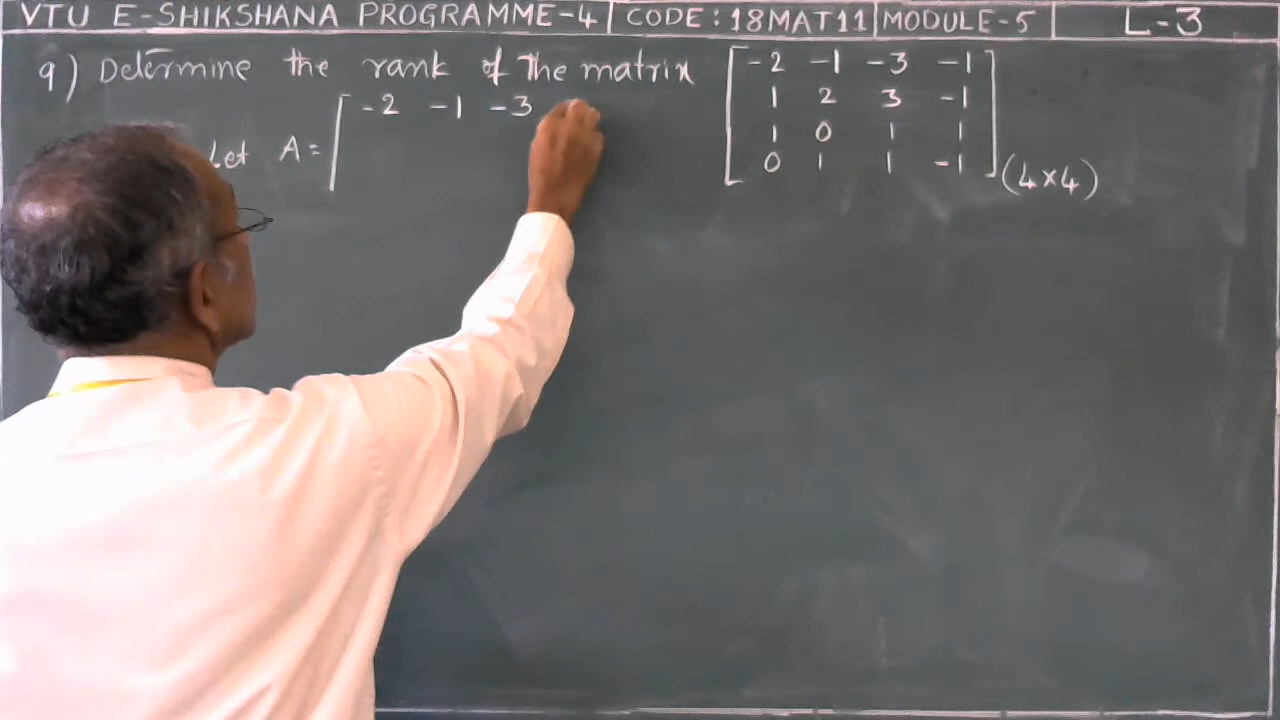 VTU E-SHIKSHANA PROGRAMME-4 CODE: 18MAT11 MODULE-5 L-3
9) Determine the rank of the matrix
-2 -1 -3 -1
1 2 3 -1
1 0 1 1
0 1 1 -1
(4×4)
Let A=
-2 -1 -3